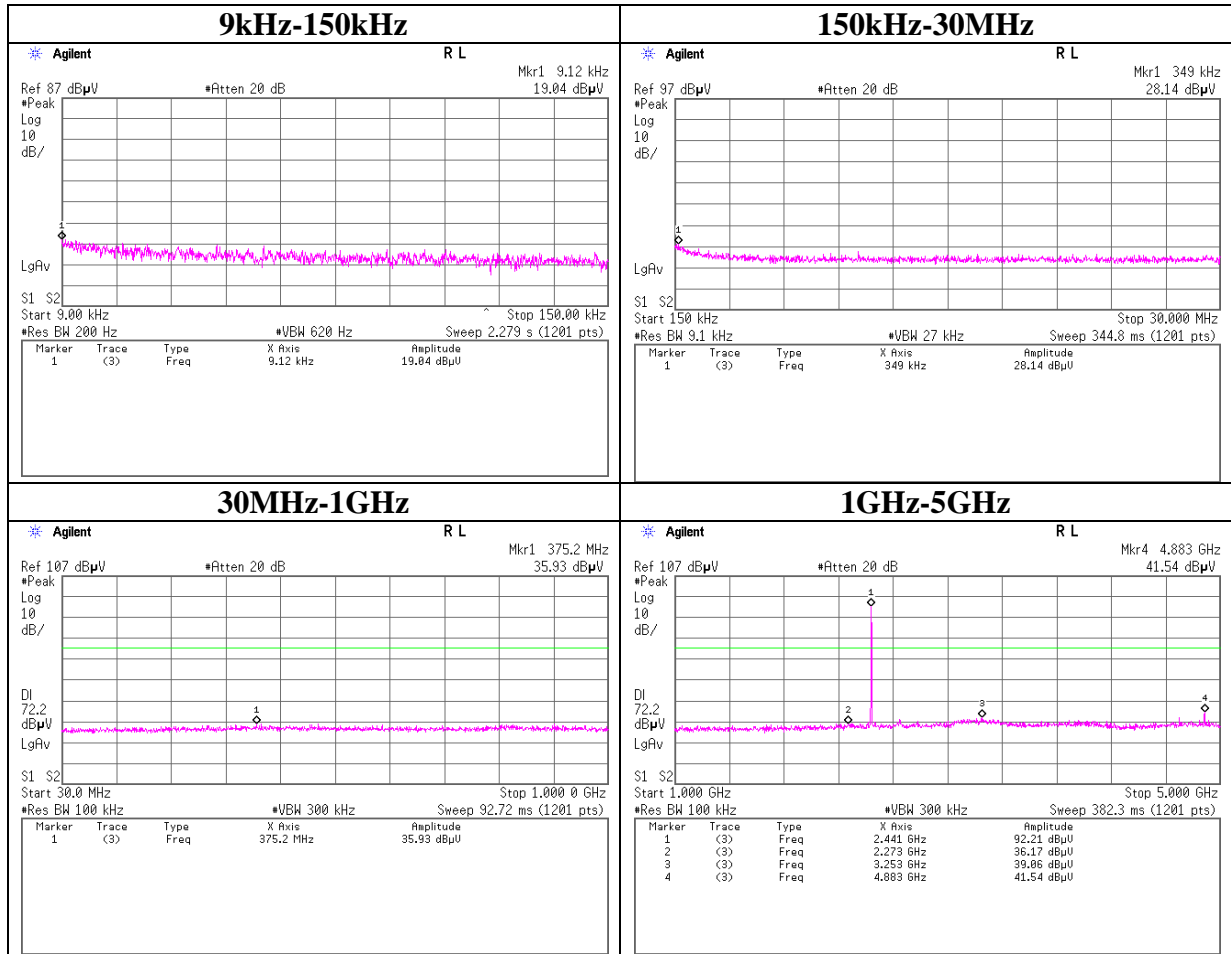 9kHz-150kHz
Agilent R L
Mkr1 9.12 kHz
Ref 87 dBµV #Atten 20 dB 19.04 dBµV
#Peak
Log
10
dB/
1
LgAv
S1 S2
Start 9.00 kHz ^ Stop 150.00 kHz
#Res BW 200 Hz #VBW 620 Hz Sweep 2.279 s (1201 pts)
Marker Trace Type X Axis Amplitude
1 (3) Freq 9.12 kHz 19.04 dBµV
150kHz-30MHz
Agilent R L
Mkr1 349 kHz
Ref 97 dBµV #Atten 20 dB 28.14 dBµV
#Peak
Log
10
dB/
1
LgAv
S1 S2
Start 150 kHz Stop 30.000 MHz
#Res BW 9.1 kHz #VBW 27 kHz Sweep 344.8 ms (1201 pts)
Marker Trace Type X Axis Amplitude
1 (3) Freq 349 kHz 28.14 dBµV
30MHz-1GHz
Agilent R L
Mkr1 375.2 MHz
Ref 107 dBµV #Atten 20 dB 35.93 dBµV
#Peak
Log
10
dB/
DI
72.2
dBµV
1
LgAv
S1 S2
Start 30.0 MHz Stop 1.000 0 GHz
#Res BW 100 kHz #VBW 300 kHz Sweep 92.72 ms (1201 pts)
Marker Trace Type X Axis Amplitude
1 (3) Freq 375.2 MHz 35.93 dBµV
1GHz-5GHz
Agilent R L
Mkr4 4.883 GHz
Ref 107 dBµV #Atten 20 dB 41.54 dBµV
#Peak
Log
10
dB/
1
DI
72.2
dBµV
2 3 4
LgAv
S1 S2
Start 1.000 GHz Stop 5.000 GHz
#Res BW 100 kHz #VBW 300 kHz Sweep 382.3 ms (1201 pts)
Marker Trace Type X Axis Amplitude
1 (3) Freq 2.441 GHz 92.21 dBµV
2 (3) Freq 2.273 GHz 36.17 dBµV
3 (3) Freq 3.253 GHz 39.06 dBµV
4 (3) Freq 4.883 GHz 41.54 dBµV